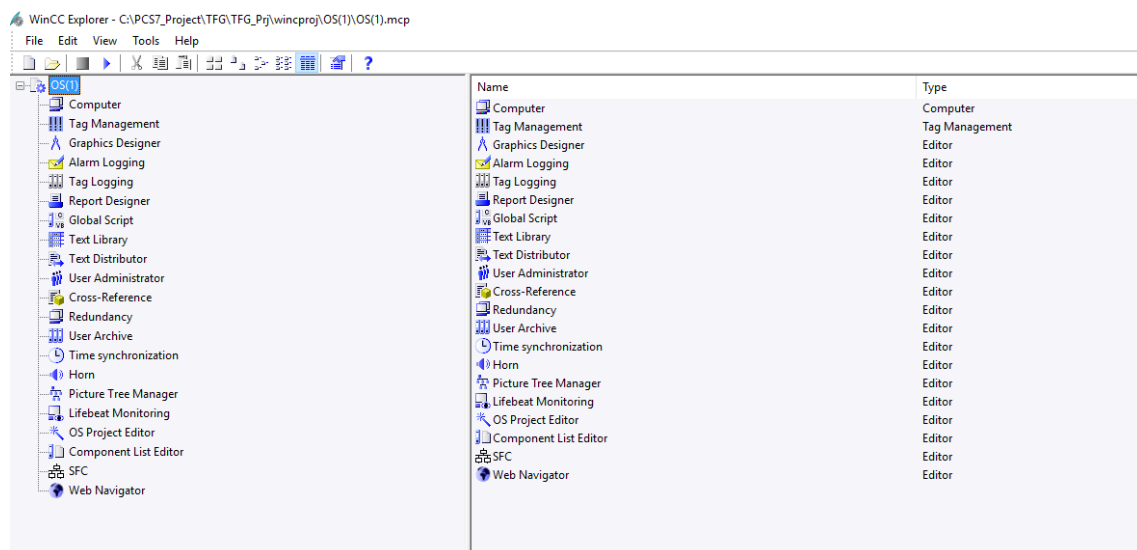 WinCC Explorer - C:\PCS7_Project\TFG\TFG_Prj\wincproj\OS(1)\OS(1).mcp
File Edit View Tools Help
OS(1)
Computer
Tag Management
Graphics Designer
Alarm Logging
Tag Logging
Report Designer
Global Script
Text Library
Text Distributor
User Administrator
Cross-Reference
Redundancy
User Archive
Time synchronization
Horn
Picture Tree Manager
Lifebeat Monitoring
OS Project Editor
Component List Editor
SFC
Web Navigator
Name Type
Computer Computer
Tag Management Tag Management
Graphics Designer Editor
Alarm Logging Editor
Tag Logging Editor
Report Designer Editor
Global Script Editor
Text Library Editor
Text Distributor Editor
User Administrator Editor
Cross-Reference Editor
Redundancy Editor
User Archive Editor
Time synchronization Editor
Horn Editor
Picture Tree Manager Editor
Lifebeat Monitoring Editor
OS Project Editor Editor
Component List Editor Editor
SFC Editor
Web Navigator Editor